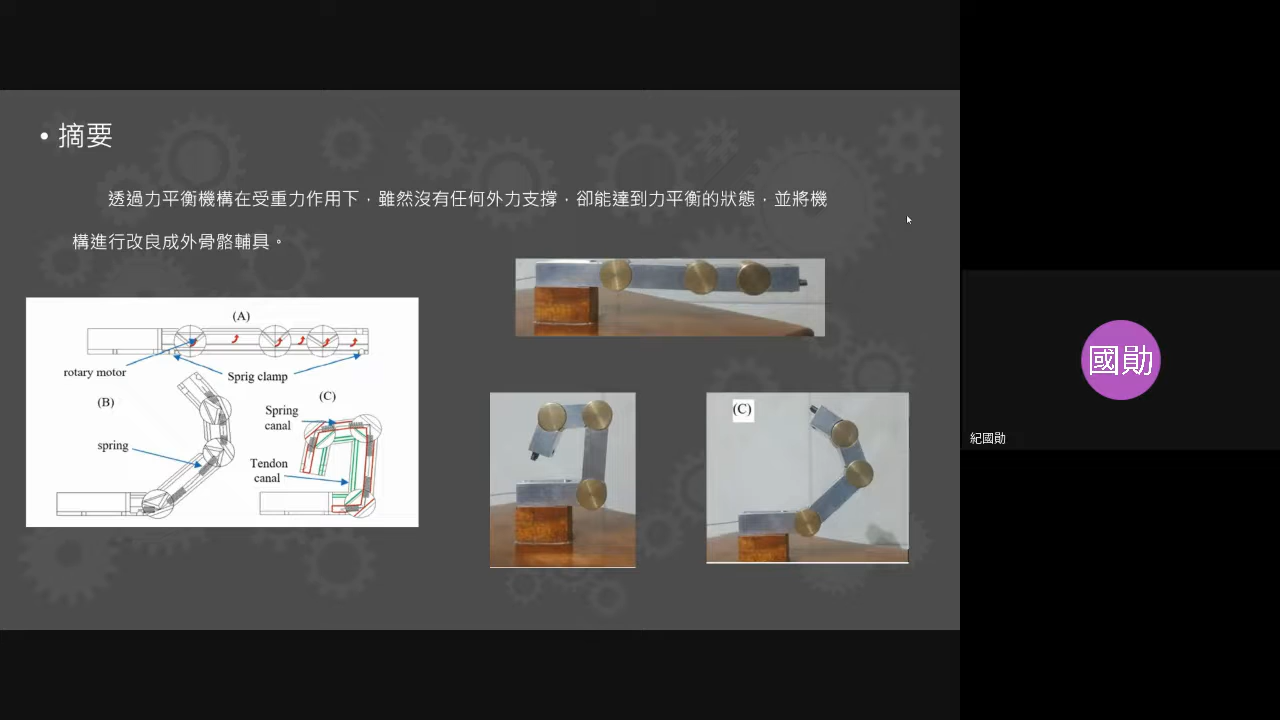 • 摘要
透過力平衡機構在受重力作用下，雖然沒有任何外力支撐，卻能達到力平衡的狀態，並將機
構進行改良成外骨骼輔具。
(A)
rotary motor
Sprig clamp
(B)
(C)
Spring
canal
spring
Tendon
canal
(C)
國勛
紀國勛